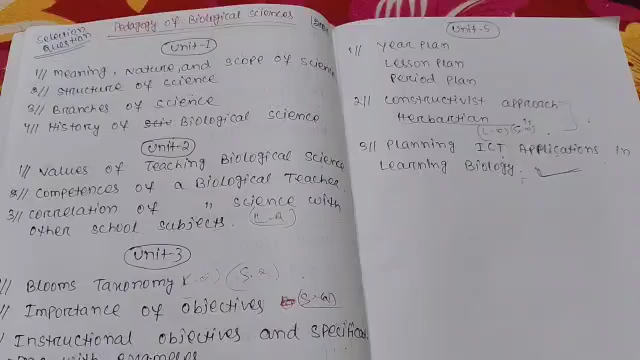 Selection
Question
Pedagogy of Biological Sciences
Unit-1
1// Meaning, Nature, and scope of science
2// Structure of science
3// Branches of science
4// History of Biological science
Unit-2
1// Values of Teaching Biological Science
2// Competences of a Biological Teacher.
3// Correlation of " science with
other school subjects.
Unit-3
// Blooms Taxonomy (S.Q)
// Importance of objectives (S-Q)
/ Instructional objectives and specificat
with examples
Unit-5
1// Year plan
Lesson plan
Period plan
2// Constructivist approach
Herbartian "
(L-Q) (S-Q)
3// Planning ICT Applications in
Learning Biology.